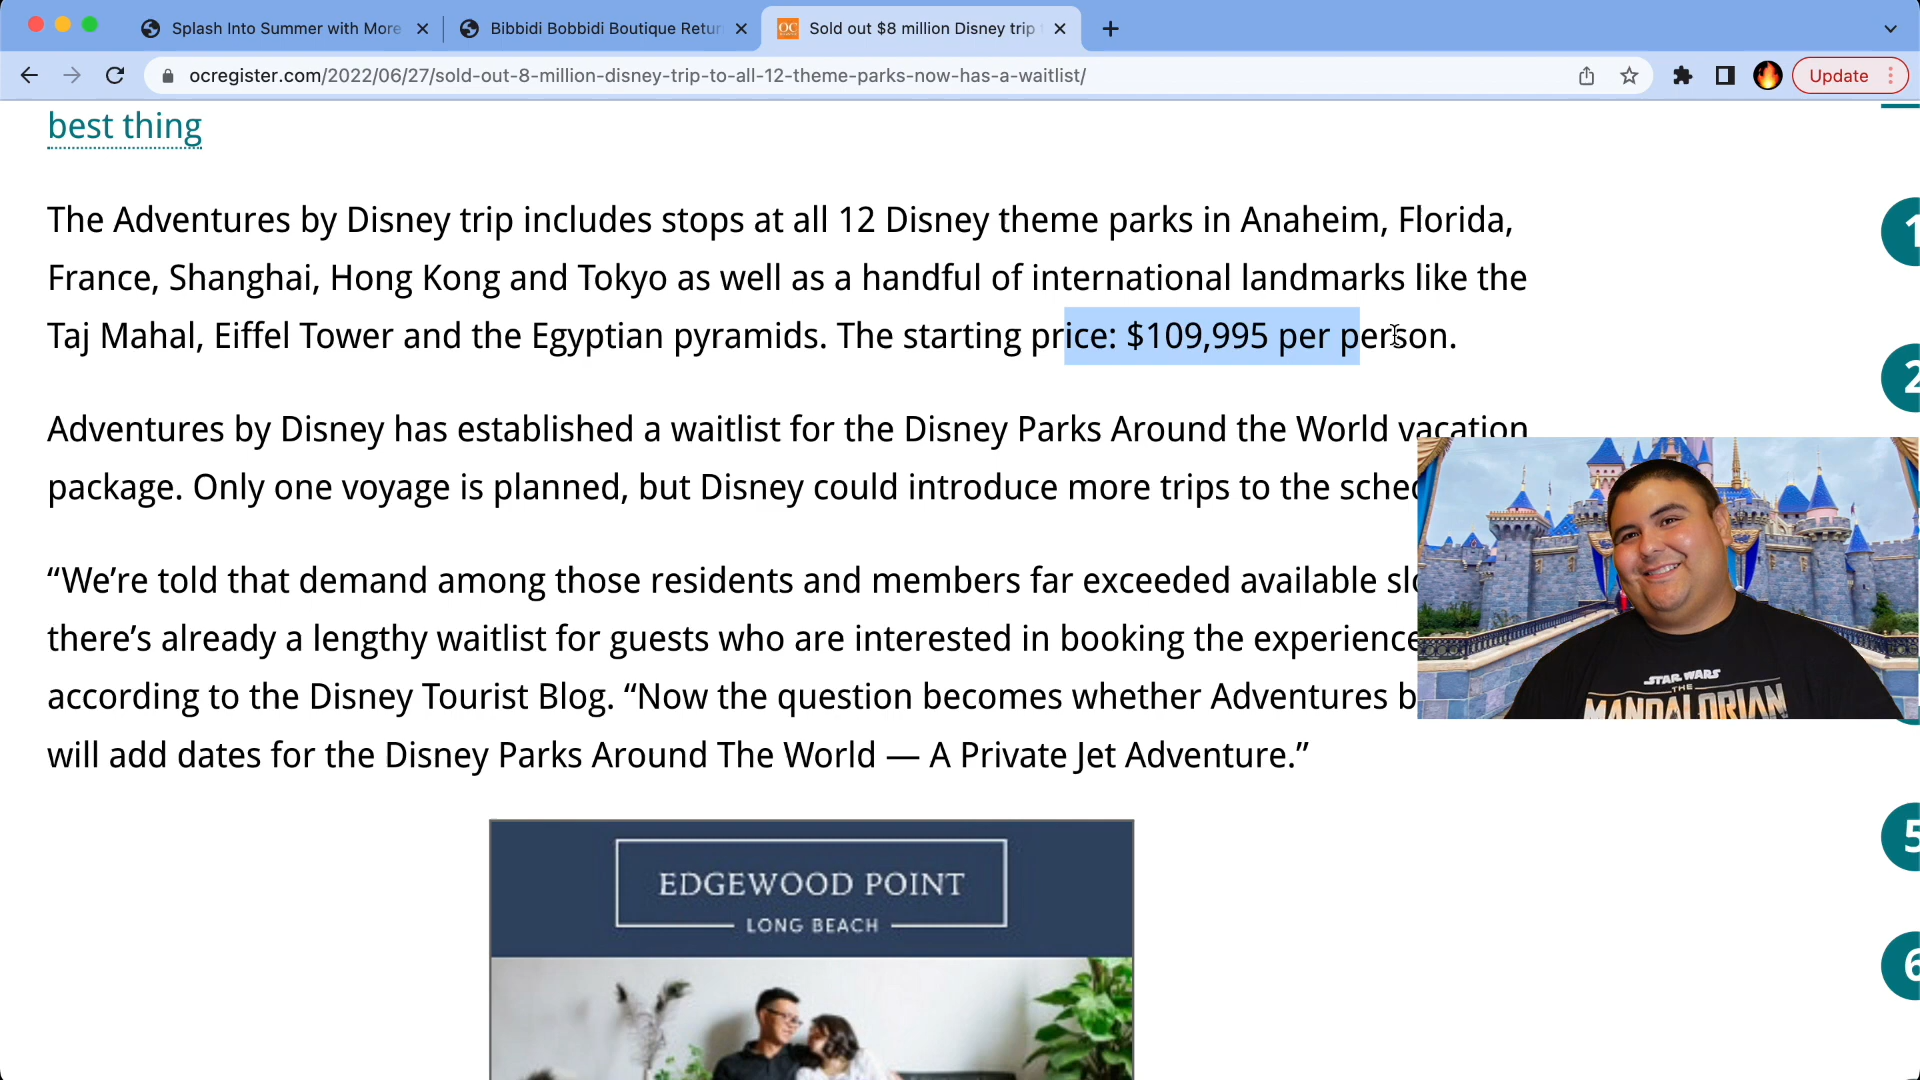 Splash Into Summer with More
Bibbidi Bobbidi Boutique Retur
Sold out $8 million Disney trip
ocregister.com/2022/06/27/sold-out-8-million-disney-trip-to-all-12-theme-parks-now-has-a-waitlist/
Update
best thing
The Adventures by Disney trip includes stops at all 12 Disney theme parks in Anaheim, Florida,
France, Shanghai, Hong Kong and Tokyo as well as a handful of international landmarks like the
Taj Mahal, Eiffel Tower and the Egyptian pyramids. The starting price: $109,995 per person.
Adventures by Disney has established a waitlist for the Disney Parks Around the World vacation
package. Only one voyage is planned, but Disney could introduce more trips to the sched
“We’re told that demand among those residents and members far exceeded available slo
there’s already a lengthy waitlist for guests who are interested in booking the experience
according to the Disney Tourist Blog. “Now the question becomes whether Adventures b
will add dates for the Disney Parks Around The World — A Private Jet Adventure.”
1
2
5
6
STAR WARS
THE
MANDALORIAN
EDGEWOOD POINT
LONG BEACH